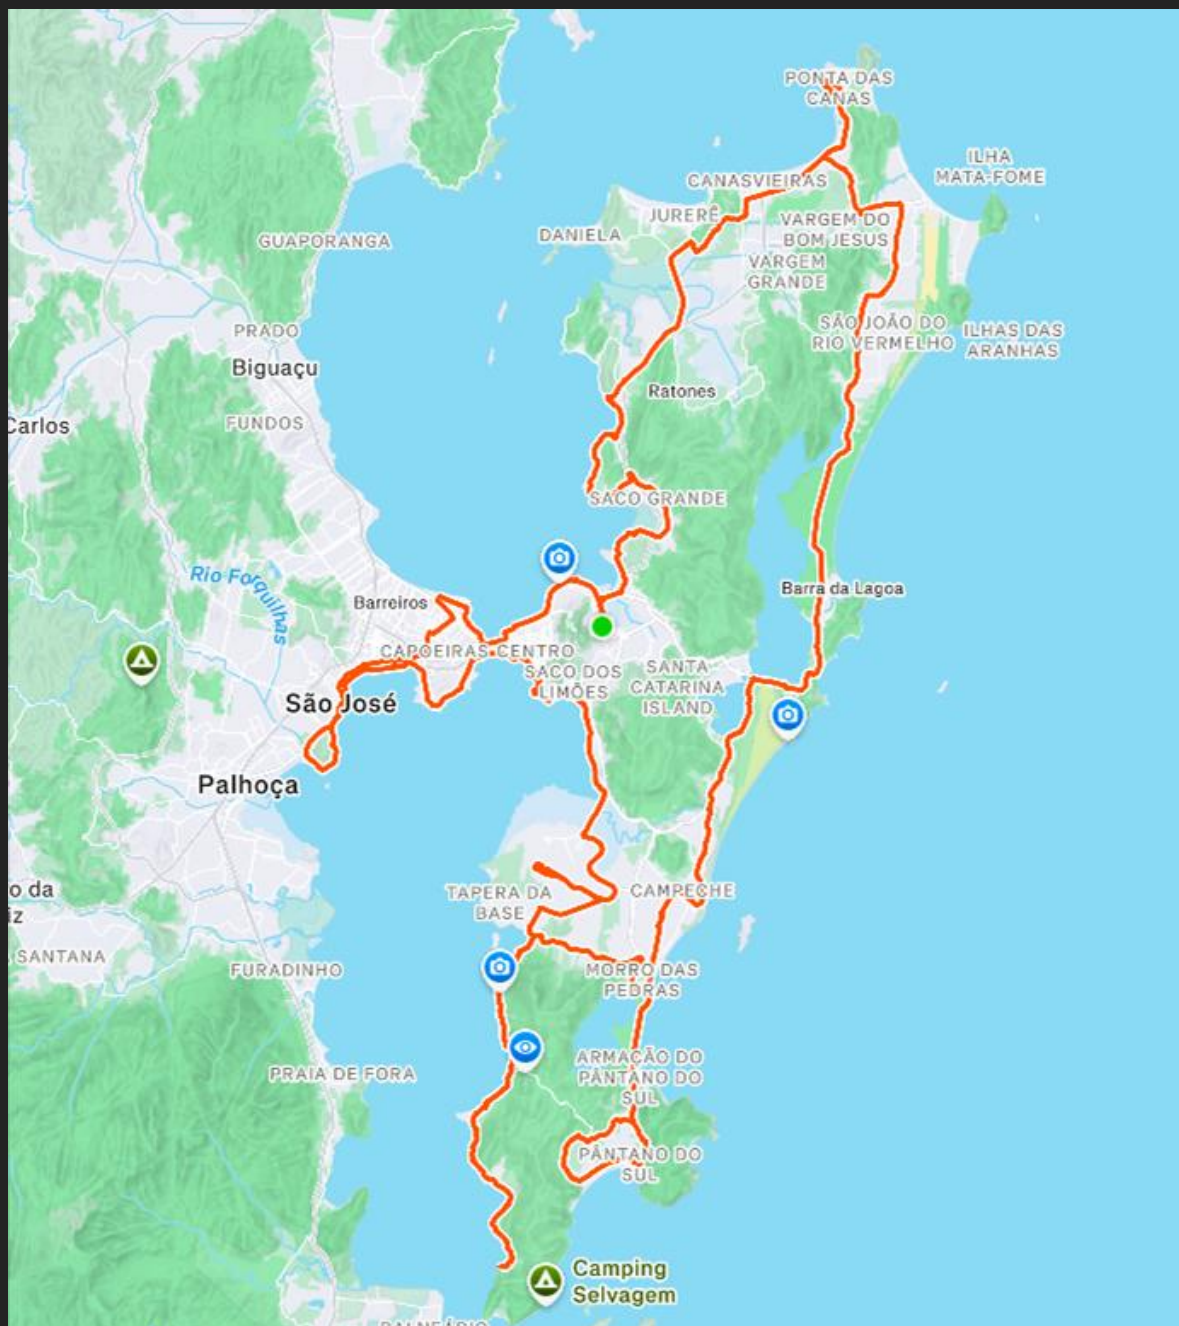 PONTA DAS
CANAS
ILHA
MATA-FOME
CANASVIEIRAS
JURERÊ
VARGEM DO
BOM JESUS
DANIELA
GUAPORANGA
VARGEM
GRANDE
PRADO
SÃO JOÃO DO
RIO VERMELHO
ILHAS DAS
ARANHAS
Biguaçu
Ratones
Carlos
FUNDOS
SACO GRANDE
Rio Forquilhas
Barreiros
Barra da Lagoa
CAPOEIRAS
CENTRO
SACO DOS
LIMÕES
SANTA
CATARINA
ISLAND
São José
Palhoça
o da
iz
TAPERA DA
BASE
CAMPECHE
SANTANA
FURADINHO
MORRO DAS
PEDRAS
PRAIA DE FORA
ARMAÇÃO DO
PÂNTANO DO
SUL
PÂNTANO DO
SUL
Camping
Selvagem
BALNEÁRIO